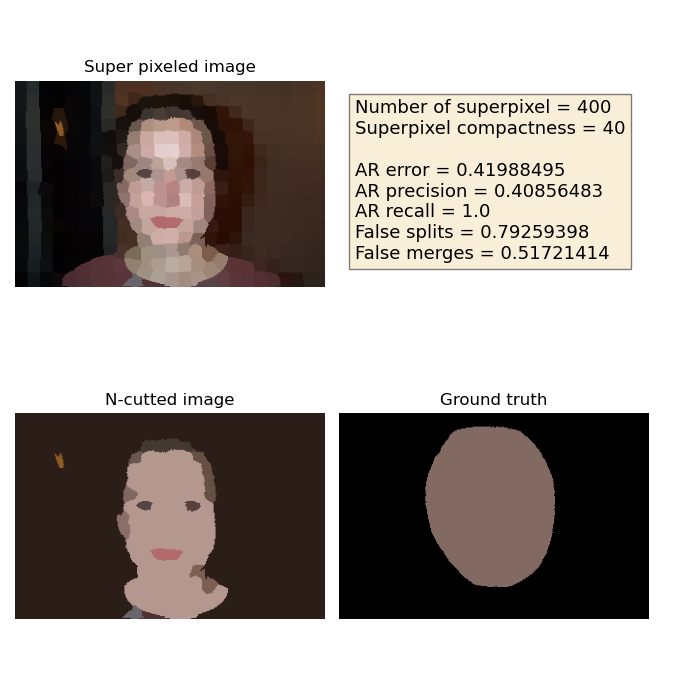 Super pixeled image
Number of superpixel = 400
Superpixel compactness = 40
AR error = 0.41988495
AR precision = 0.40856483
AR recall = 1.0
False splits = 0.79259398
False merges = 0.51721414
N-cutted image
Ground truth